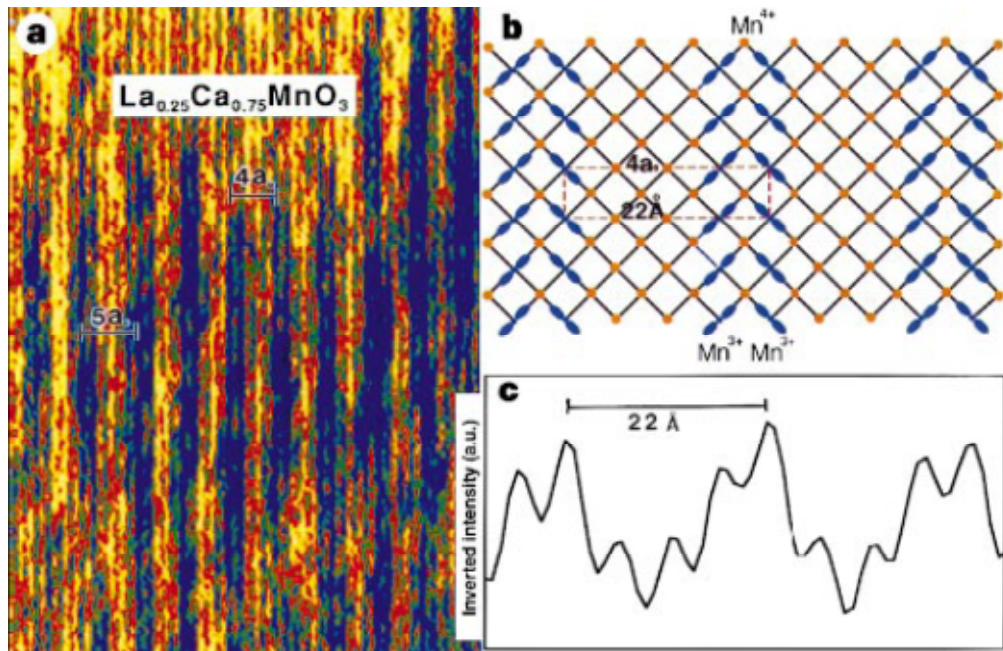 a
La0.25Ca0.75MnO3
4a
5a
b
Mn4+
4a
22Å
Mn3+ Mn3+
c
22 Å
Inverted intensity (a.u.)